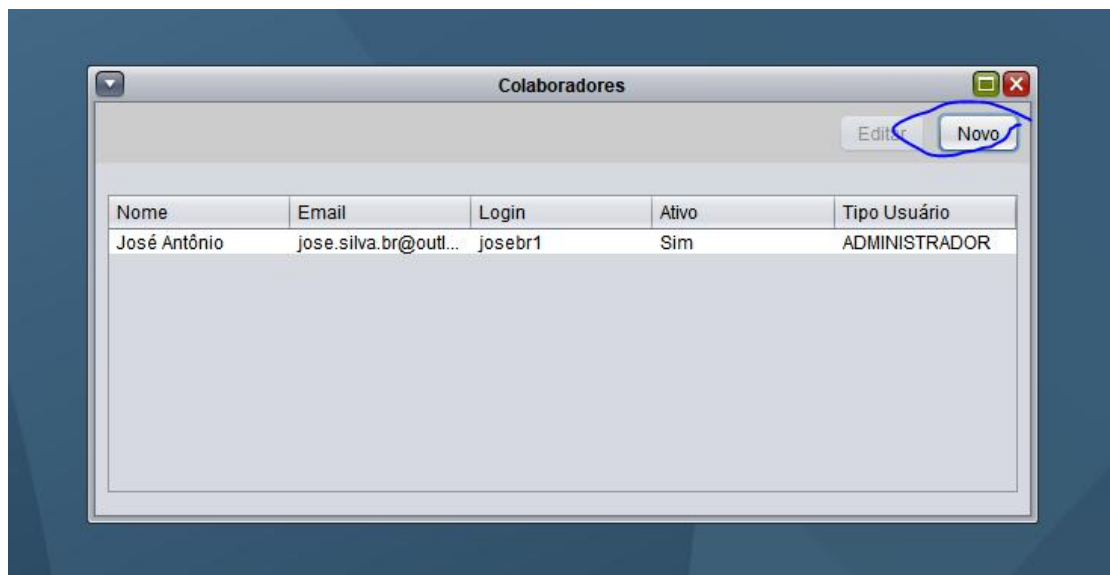 Colaboradores
Editar Novo
Nome Email Login Ativo Tipo Usuário
José Antônio jose.silva.br@outl... josebr1 Sim ADMINISTRADOR